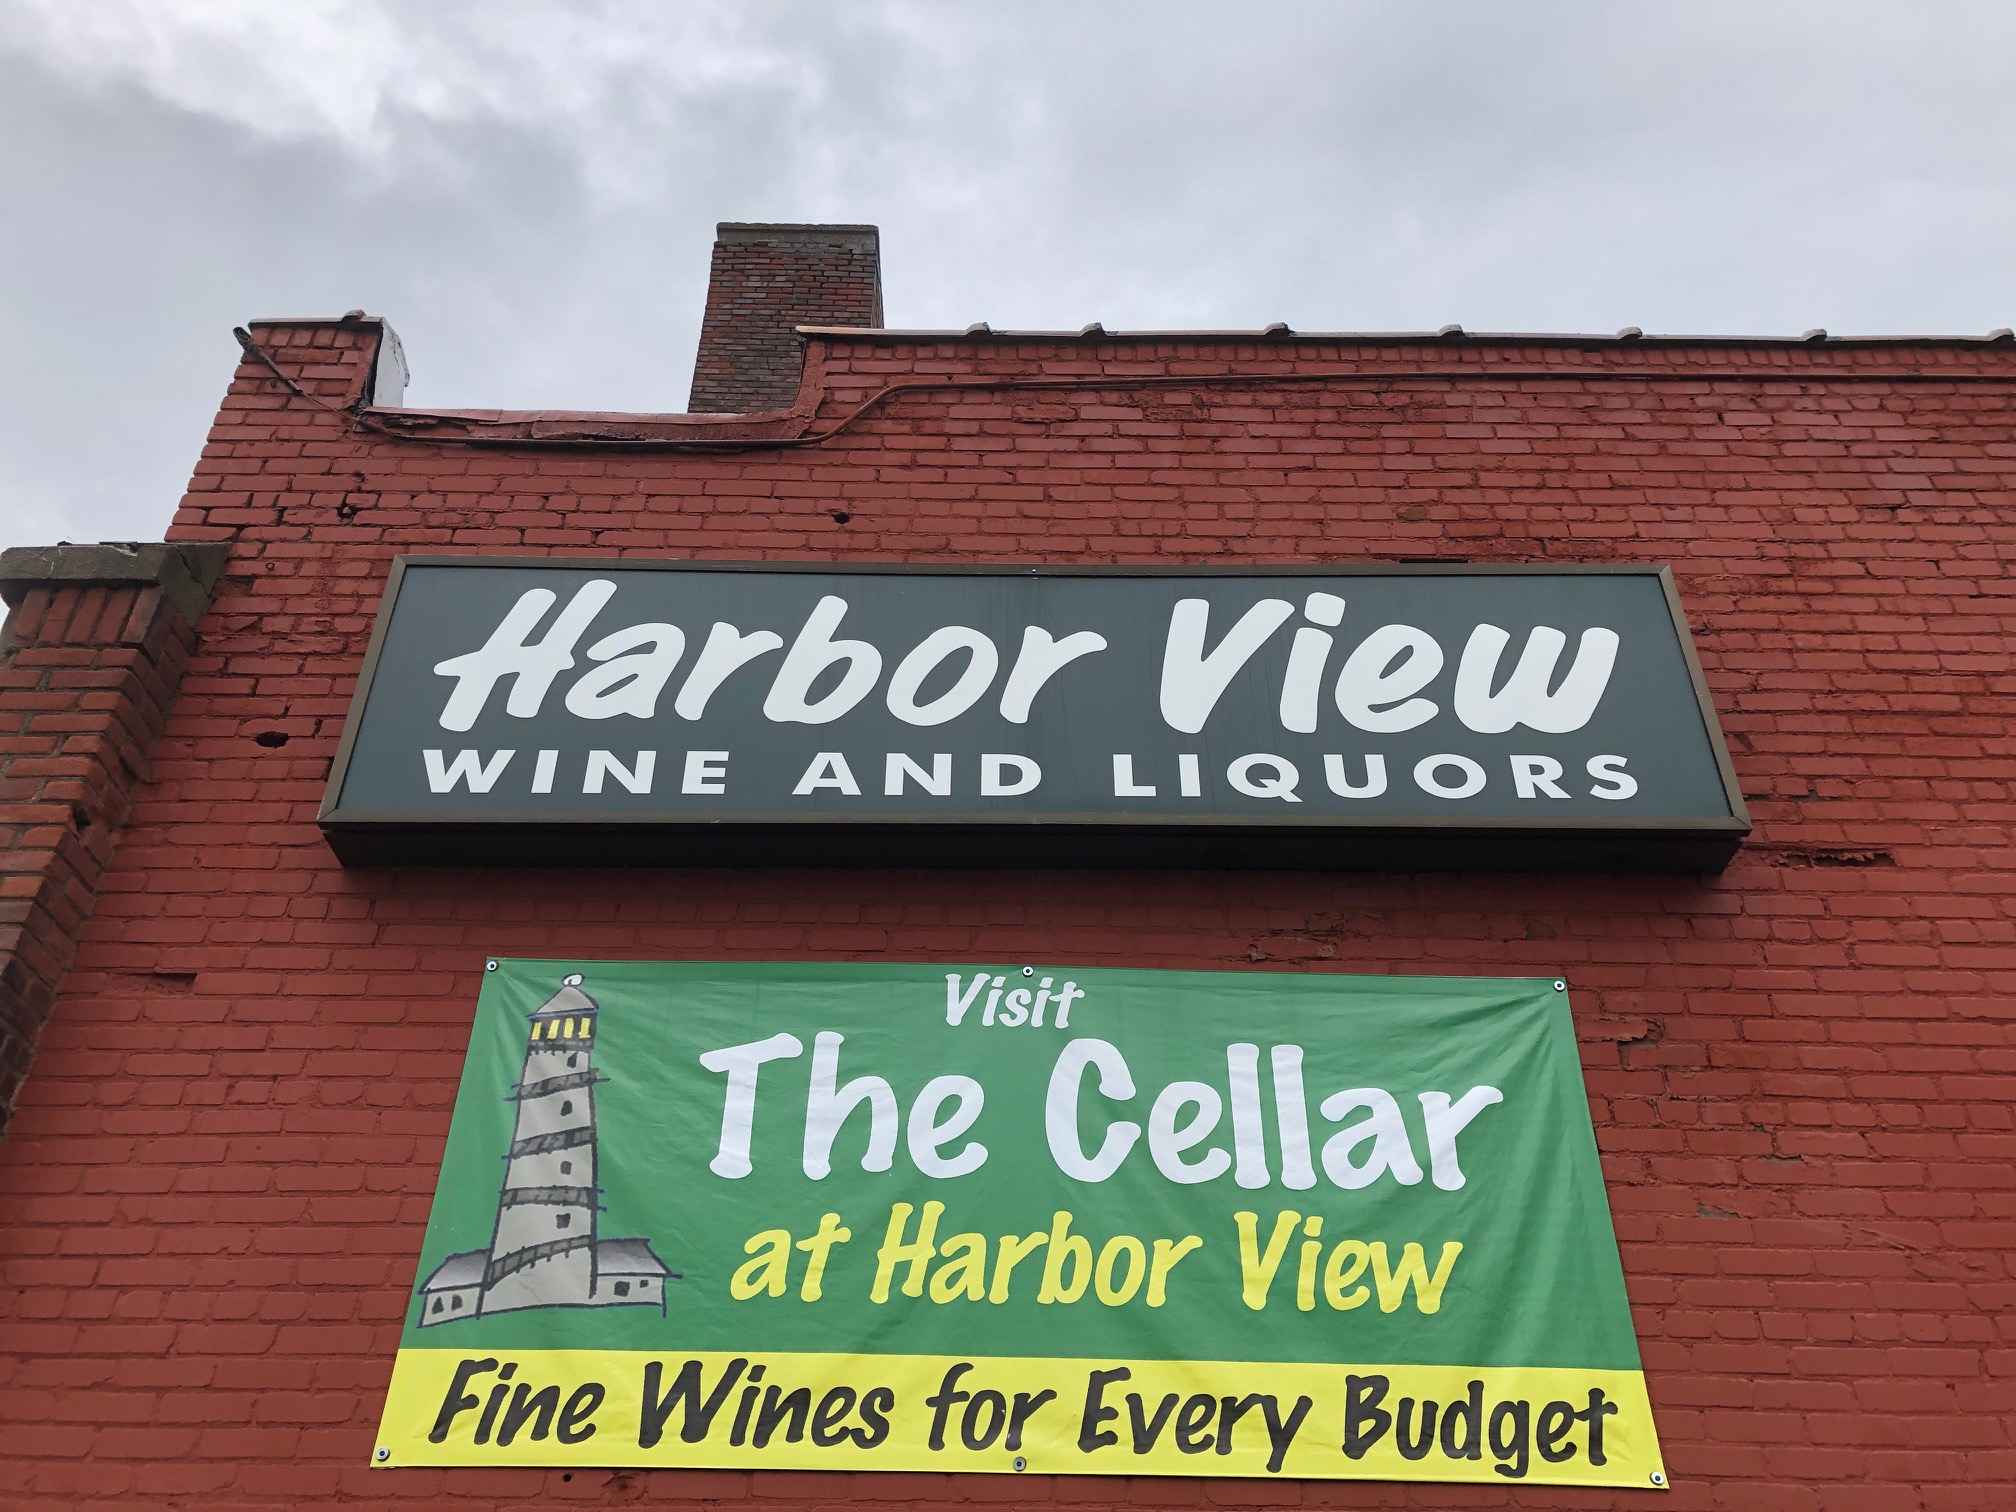 Harbor View
WINE AND LIQUORS
Visit
The Cellar
at Harbor View
Fine Wines for Every Budget